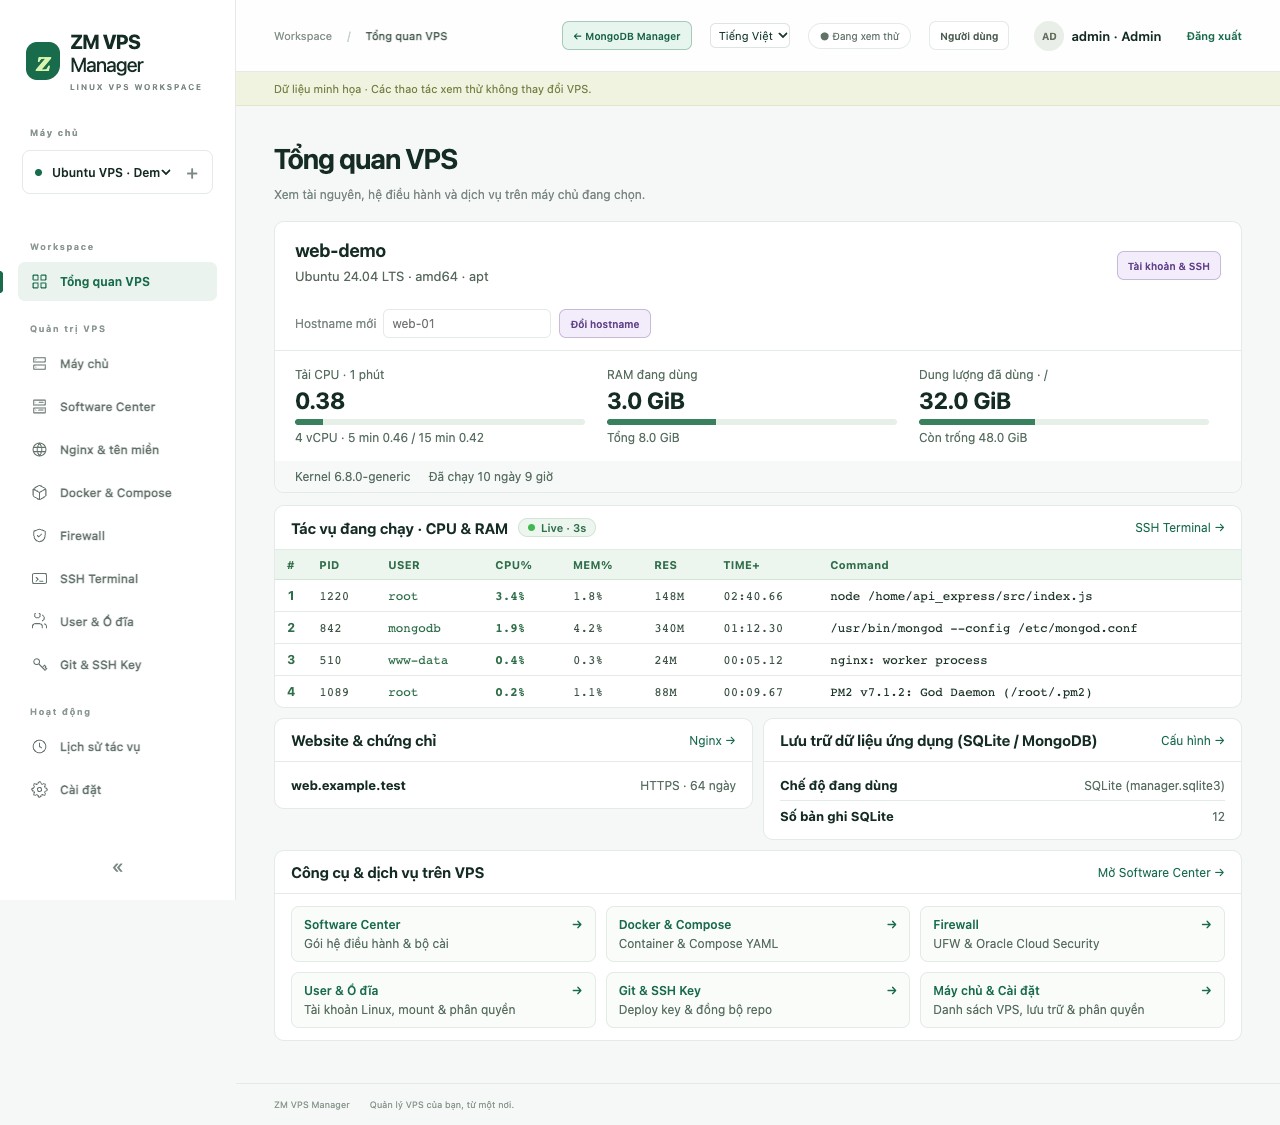 Z
ZM VPS
Manager
LINUX VPS WORKSPACE
Máy chủ
Ubuntu VPS · Dem
+
Workspace
Tổng quan VPS
Quản trị VPS
Máy chủ
Software Center
Nginx & tên miền
Docker & Compose
Firewall
SSH Terminal
User & Ổ đĩa
Git & SSH Key
Hoạt động
Lịch sử tác vụ
Cài đặt
«
Workspace / Tổng quan VPS
← MongoDB Manager
Tiếng Việt
Đang xem thử
Người dùng
AD
admin · Admin
Đăng xuất
Dữ liệu minh họa · Các thao tác xem thử không thay đổi VPS.
Tổng quan VPS
Xem tài nguyên, hệ điều hành và dịch vụ trên máy chủ đang chọn.
web-demo
Ubuntu 24.04 LTS · amd64 · apt
Tài khoản & SSH
Hostname mới web-01 Đổi hostname
Tải CPU · 1 phút
0.38
4 vCPU · 5 min 0.46 / 15 min 0.42
RAM đang dùng
3.0 GiB
Tổng 8.0 GiB
Dung lượng đã dùng · /
32.0 GiB
Còn trống 48.0 GiB
Kernel 6.8.0-generic Đã chạy 10 ngày 9 giờ
Tác vụ đang chạy · CPU & RAM
Live · 3s
SSH Terminal →
# PID USER CPU% MEM% RES TIME+ Command
1 1220 root 3.4% 1.8% 148M 02:40.66 node /home/api_express/src/index.js
2 842 mongodb 1.9% 4.2% 340M 01:12.30 /usr/bin/mongod --config /etc/mongod.conf
3 510 www-data 0.4% 0.3% 24M 00:05.12 nginx: worker process
4 1089 root 0.2% 1.1% 88M 00:09.67 PM2 v7.1.2: God Daemon (/root/.pm2)
Website & chứng chỉ
Nginx →
web.example.test HTTPS · 64 ngày
Lưu trữ dữ liệu ứng dụng (SQLite / MongoDB)
Cấu hình →
Chế độ đang dùng SQLite (manager.sqlite3)
Số bản ghi SQLite 12
Công cụ & dịch vụ trên VPS
Mở Software Center →
Software Center →
Gói hệ điều hành & bộ cài
Docker & Compose →
Container & Compose YAML
Firewall →
UFW & Oracle Cloud Security
User & Ổ đĩa →
Tài khoản Linux, mount & phân quyền
Git & SSH Key →
Deploy key & đồng bộ repo
Máy chủ & Cài đặt →
Danh sách VPS, lưu trữ & phân quyền
ZM VPS Manager Quản lý VPS của bạn, từ một nơi.